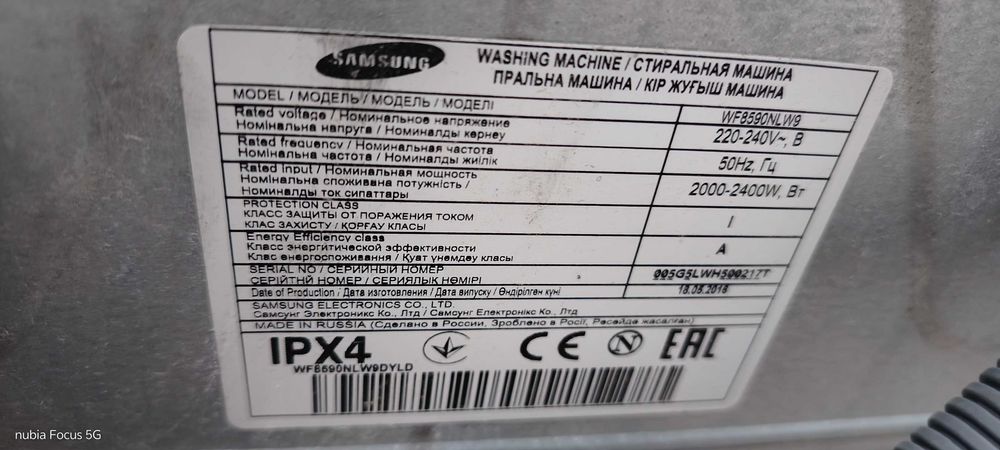 SAMSUNG
WASHING MACHINE / СТИРАЛЬНАЯ МАШИНА
ПРАЛЬНА МАШИНА / КІР ЖУҒЫШ МАШИНА
MODEL / МОДЕЛЬ / МОДЕЛЬ / МОДЕЛІ WF8590NLW9
Rated voltage / Номинальное напряжение
Номінальна напруга / Номиналды кернеу 220-240V~, В
Rated frequency / Номинальная частота
Номінальна частота / Номиналды жиілік 50Hz, Гц
Rated Input / Номинальная мощность
Номінальна споживана потужність /
Номиналды ток сипаттары 2000-2400W, Вт
PROTECTION CLASS
КЛАСС ЗАЩИТЫ ОТ ПОРАЖЕНИЯ ТОКОМ
КЛАС ЗАХИСТУ / ҚОРҒАУ КЛАСЫ I
Energy Efficiency class
Класс энергитической эффективности
Клас енергоспоживання / Қуат үнемдеу класы A
SERIAL NO / СЕРИЙНЫЙ НОМЕР
СЕРІЙТНЙ НОМЕР / СЕРИЯЛЫҚ НӨМІРІ 005G5LWH500217T
Date of Production / Дата изготовления / Дата випуску / Өндірілген күні
SAMSUNG ELECTRONICS CO., LTD.
Самсунг Электроникс Ко., Лтд / Самсунг Електронікс Ко., Лтд
MADE IN RUSSIA (Сделано в России, Зроблено в Росії, Ресейде жасалған)
IPX4 CE N EAC
WF8590NLW9DYLD
nubia Focus 5G